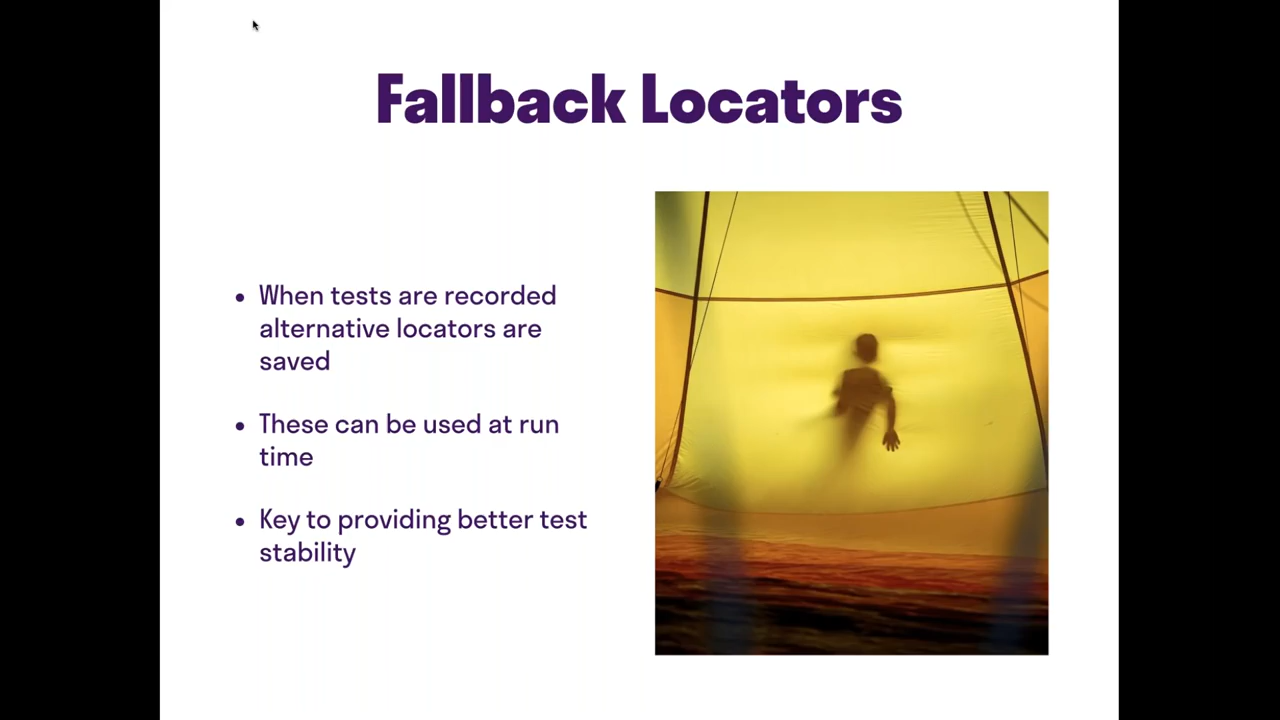 Fallback Locators
• When tests are recorded
alternative locators are
saved
• These can be used at run
time
• Key to providing better test
stability